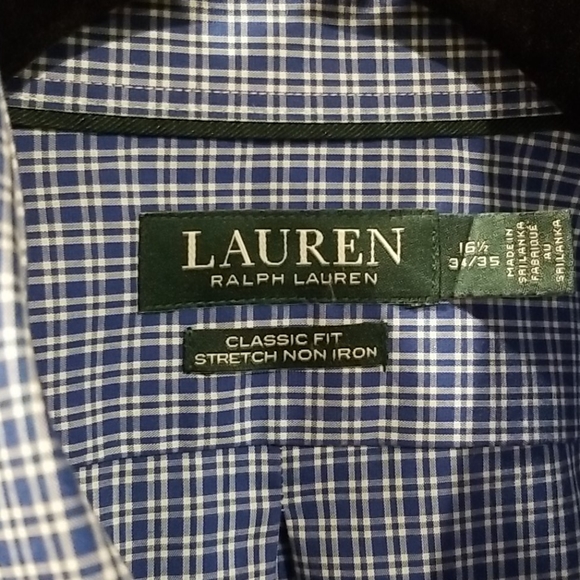 LAUREN
RALPH LAUREN
16½
34/35
MADE IN
SRI LANKA
FABRIQUÉ
AU
SRI LANKA
CLASSIC FIT
STRETCH NON IRON